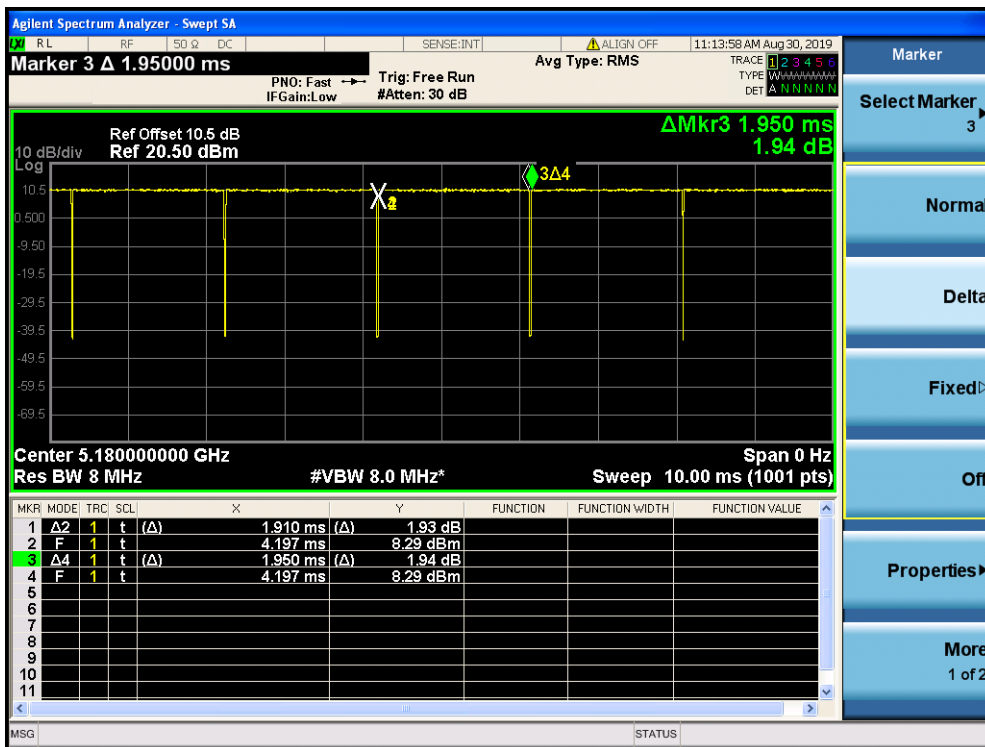 Agilent Spectrum Analyzer - Swept SA
LXI RL RF 50 Ω DC SENSE:INT ALIGN OFF 11:13:58 AM Aug 30, 2019
Marker 3 Δ 1.95000 ms
PNO: Fast
IFGain:Low
Trig: Free Run
#Atten: 30 dB
Avg Type: RMS
TRACE 1 2 3 4 5 6
TYPE WWWWWW
DET A N N N N N
ΔMkr3 1.950 ms
1.94 dB
Ref Offset 10.5 dB
10 dB/div Ref 20.50 dBm
Log
10.5
0.500
-9.50
-19.5
-29.5
-39.5
-49.5
-59.5
-69.5
3Δ4
Center 5.180000000 GHz Span 0 Hz
Res BW 8 MHz #VBW 8.0 MHz* Sweep 10.00 ms (1001 pts)
MKR MODE TRC SCL X Y FUNCTION FUNCTION WIDTH FUNCTION VALUE
1 Δ2 1 t (Δ) 1.910 ms (Δ) 1.93 dB
2 F 1 t 4.197 ms 8.29 dBm
3 Δ4 1 t (Δ) 1.950 ms (Δ) 1.94 dB
4 F 1 t 4.197 ms 8.29 dBm
5
6
7
8
9
10
11
MSG STATUS
Marker
Select Marker
3
Normal
Delta
Fixed
Off
Properties
More
1 of 2